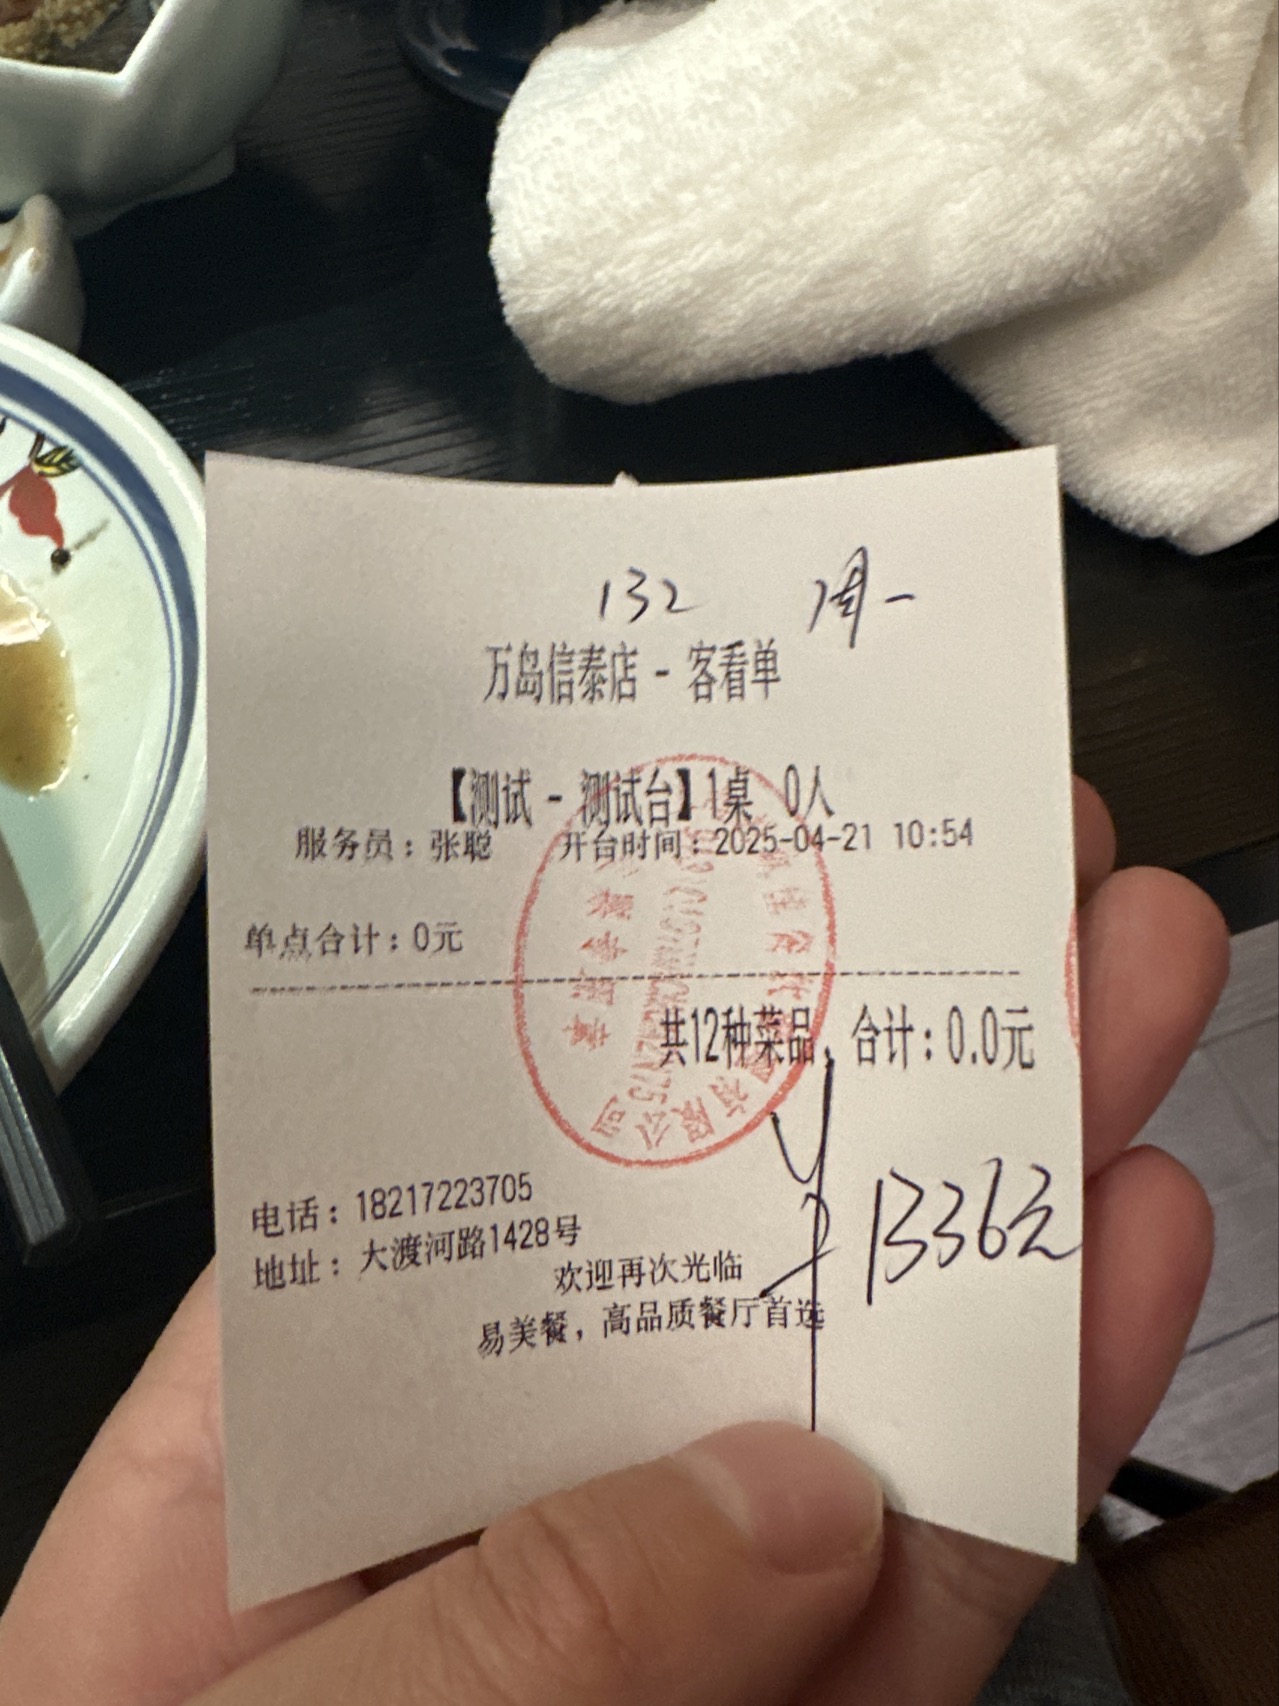 132 周一
万岛信泰店 - 客看单
【测试 - 测试台】1桌 0人
服务员：张聪 开台时间：2025-04-21 10:54
单点合计：0元
共12种菜品，合计：0.0元
有限公司
1336元
电话：18217223705
地址：大渡河路1428号
欢迎再次光临
易美餐，高品质餐厅首选